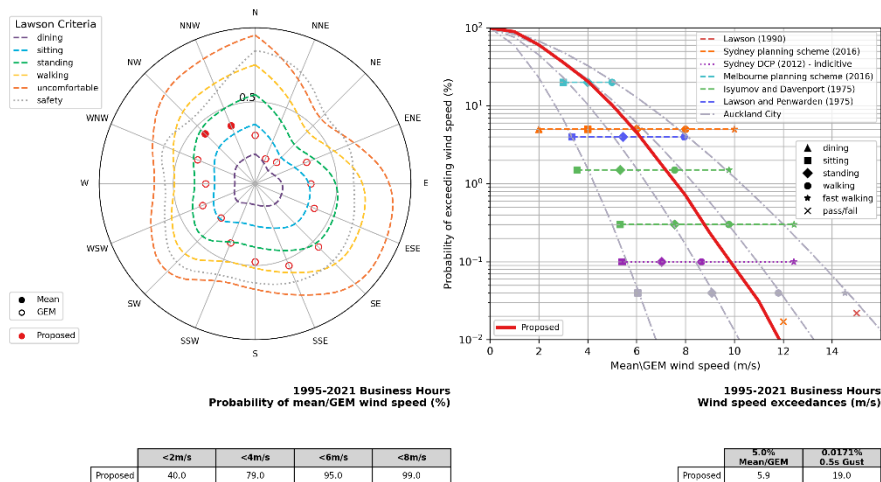 Lawson Criteria
dining
sitting
standing
walking
uncomfortable
safety
N
NNE
NE
ENE
E
ESE
SE
SSE
S
SSW
SW
WSW
W
WNW
NW
NNW
0.5
Mean
GEM
Proposed
1995-2021 Business Hours
Probability of mean/GEM wind speed (%)
<2m/s <4m/s <6m/s <8m/s
Proposed 40.0 79.0 95.0 99.0
Probability of exceeding wind speed (%)
10²
10¹
10⁰
10⁻¹
10⁻²
0 2 4 6 8 10 12 14
Mean\GEM wind speed (m/s)
Lawson (1990)
Sydney planning scheme (2016)
Sydney DCP (2012) - Indicitive
Melbourne planning scheme (2016)
Isyumov and Davenport (1975)
Lawson and Penwarden (1975)
Auckland City
dining
sitting
standing
walking
fast walking
pass/fail
Proposed
1995-2021 Business Hours
Wind speed exceedances (m/s)
5.0% 0.0171%
Mean/GEM 0.5s Gust
Proposed 5.9 19.0